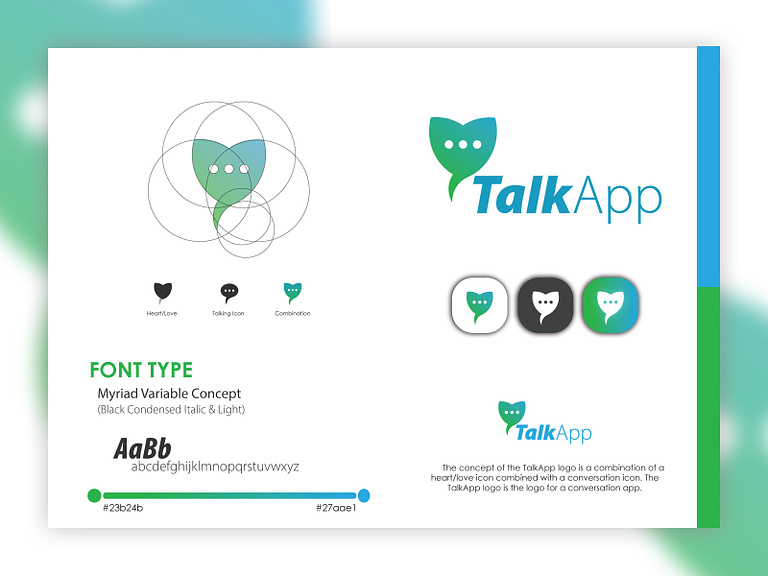 TalkApp
Heart/Love
Talking Icon
Combination
FONT TYPE
Myriad Variable Concept
(Black Condensed Italic & Light)
AaBb
abcdefghijklmnopqrstuvwxyz
#23b24b
#27aae1
TalkApp
The concept of the TalkApp logo is a combination of a
heart/love icon combined with a conversation icon. The
TalkApp logo is the logo for a conversation app.